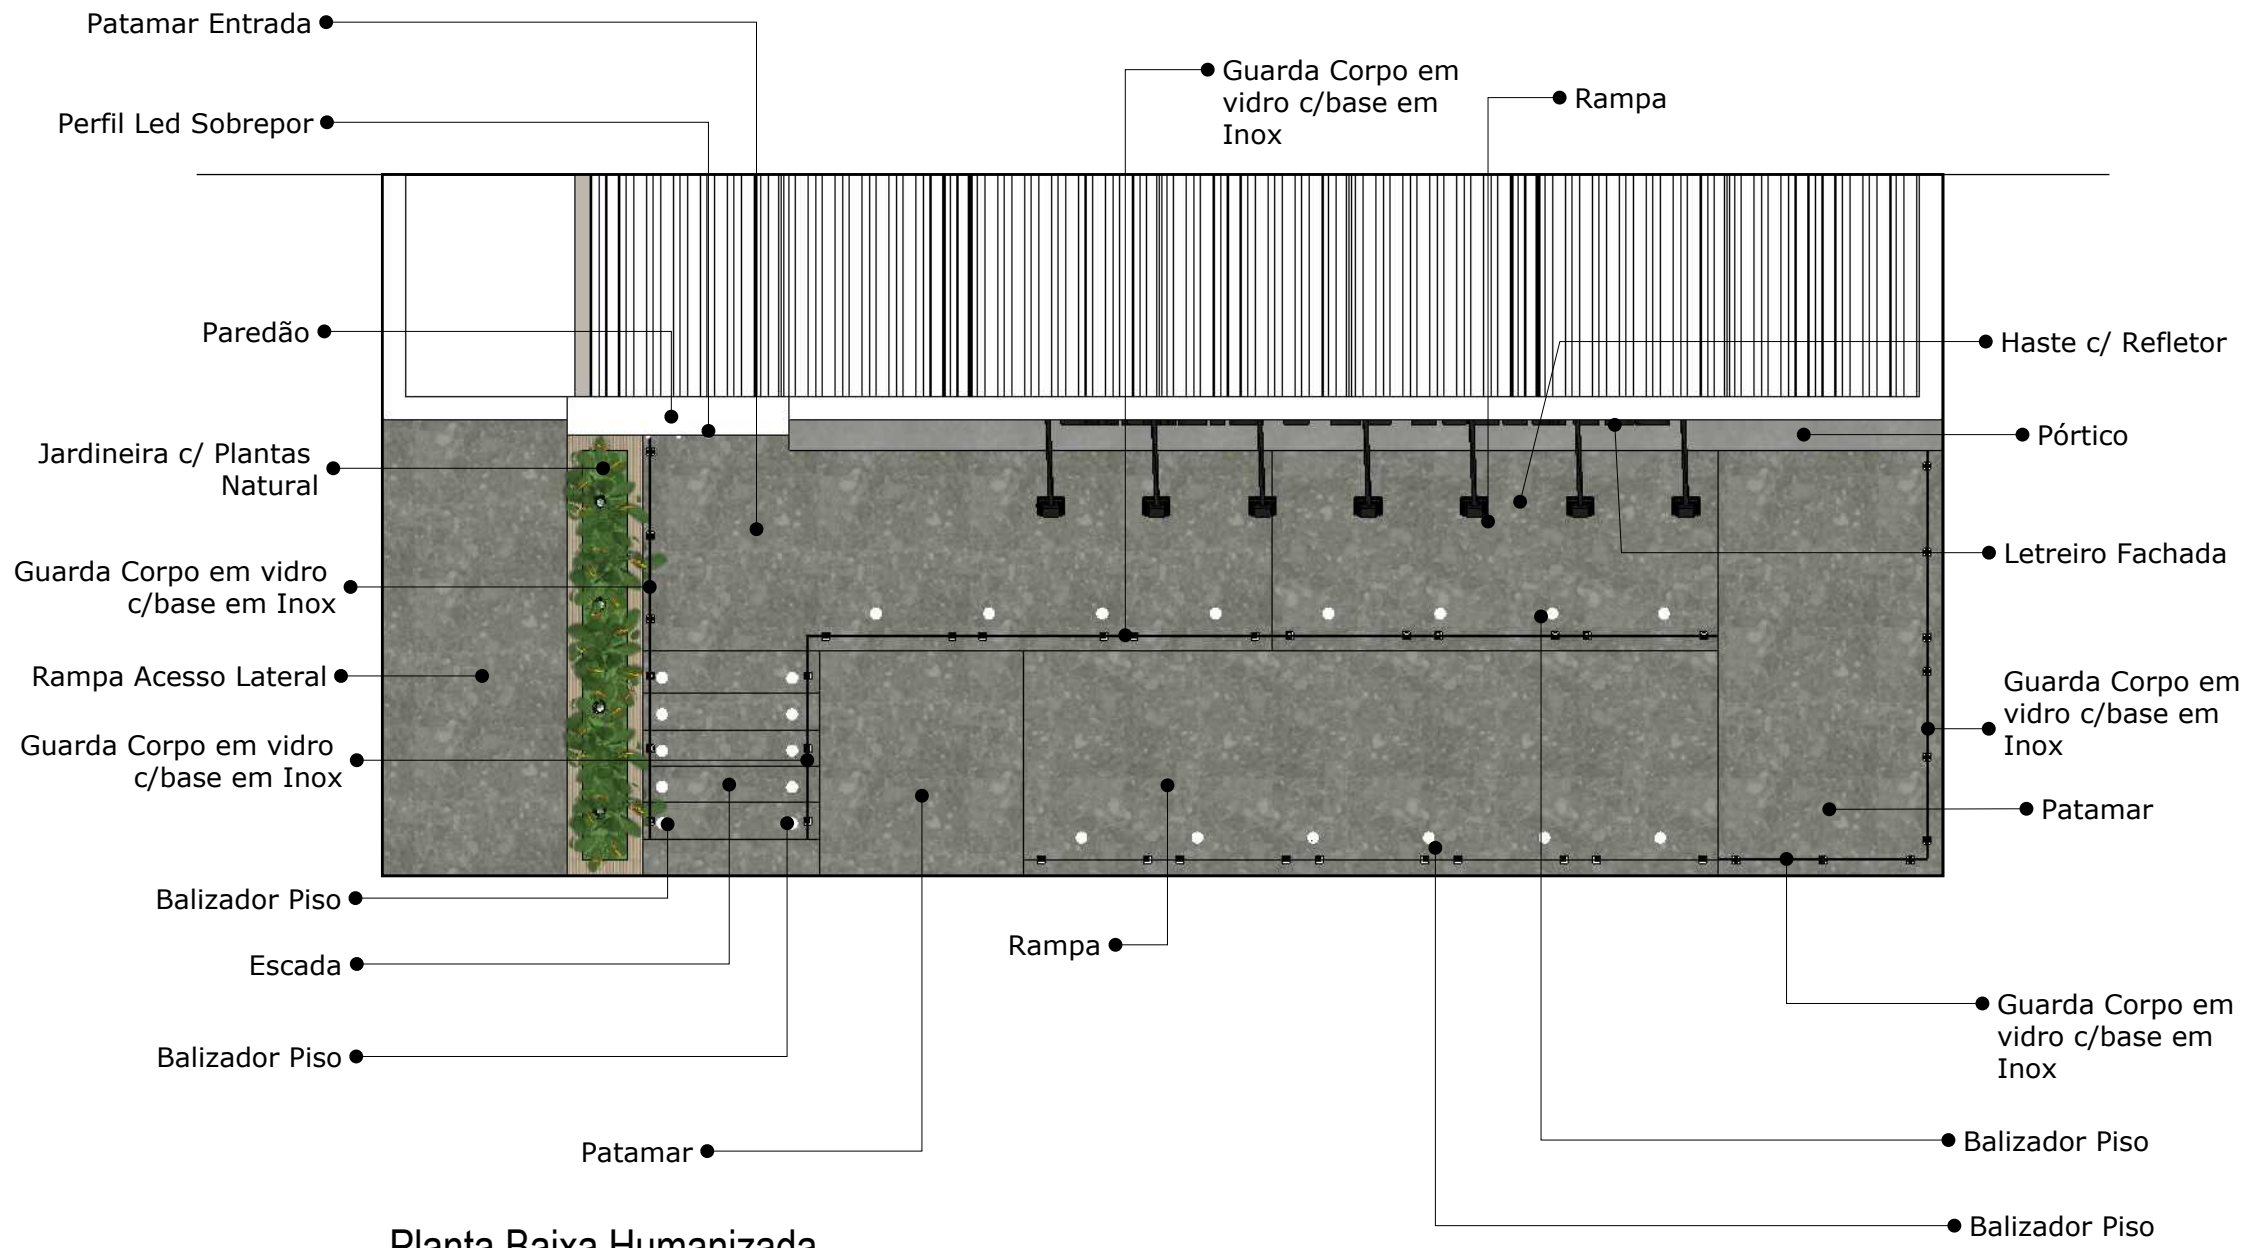 Patamar Entrada
Guarda Corpo em
vidro c/base em
Inox
Rampa
Perfil Led Sobrepor
Paredão
Haste c/ Refletor
Jardineira c/ Plantas
Natural
Pórtico
Letreiro Fachada
Guarda Corpo em vidro
c/base em Inox
Rampa Acesso Lateral
Guarda Corpo em
vidro c/base em
Inox
Guarda Corpo em vidro
c/base em Inox
Patamar
Balizador Piso
Rampa
Escada
Guarda Corpo em
vidro c/base em
Inox
Balizador Piso
Patamar
Balizador Piso
Balizador Piso
Planta Baixa Humanizada